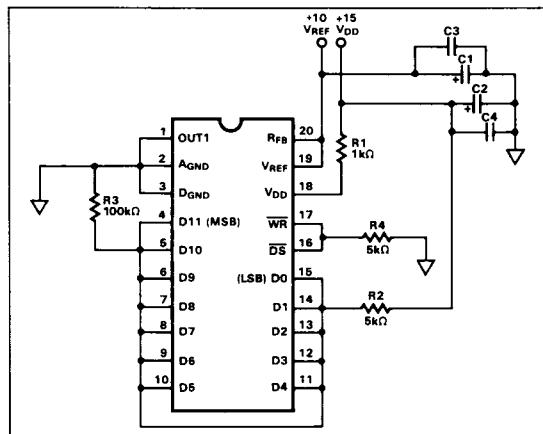 +10 +15
VREF VDD
C3
C1
+
C2
+
C4
R1
1kΩ
1 OUT1 RFB 20
2 AGND VREF 19
3 DGND VDD 18
4 D11 (MSB) WR 17
5 D10 DS 16
6 D9 (LSB) D0 15
7 D8 D1 14
8 D7 D2 13
9 D6 D3 12
10 D5 D4 11
R3
100kΩ
R4
5kΩ
R2
5kΩ